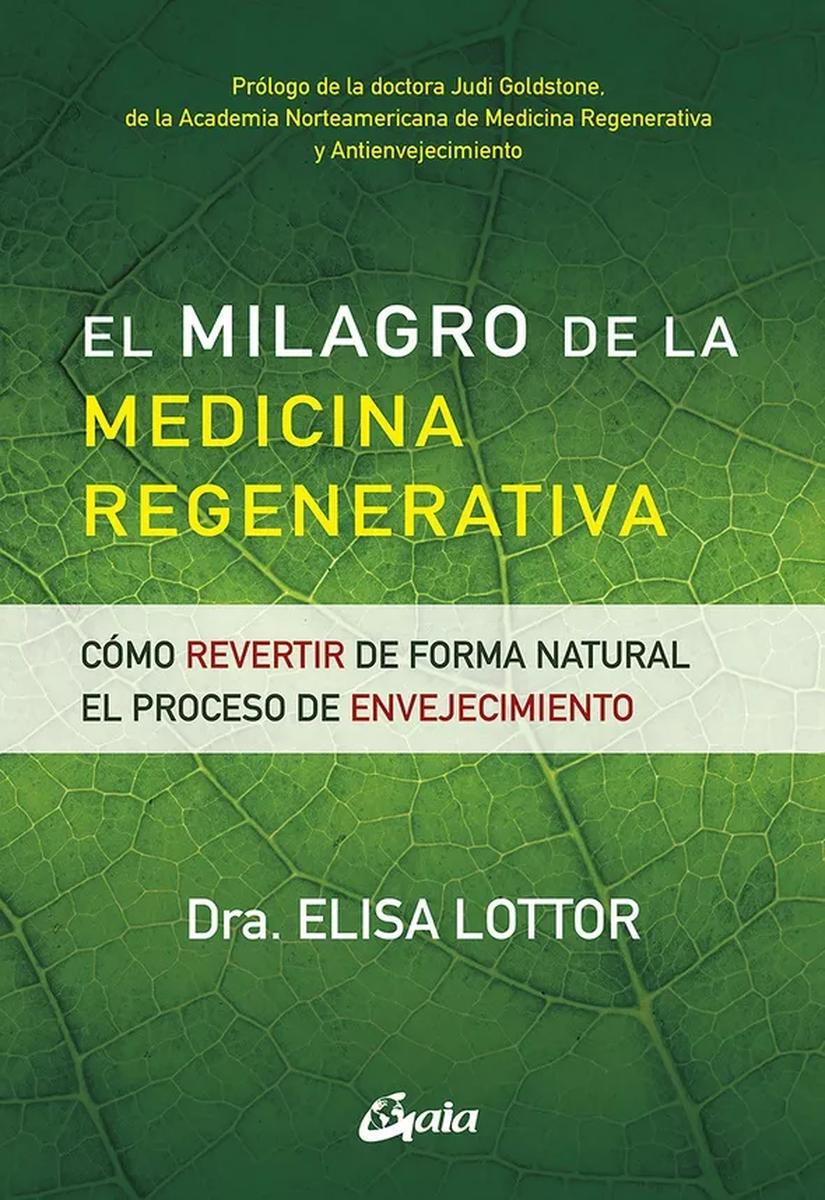 Prólogo de la doctora Judi Goldstone,
de la Academia Norteamericana de Medicina Regenerativa
y Antienvejecimiento
EL MILAGRO DE LA
MEDICINA
REGENERATIVA
CÓMO REVERTIR DE FORMA NATURAL
EL PROCESO DE ENVEJECIMIENTO
Dra. ELISA LOTTOR
Gaia